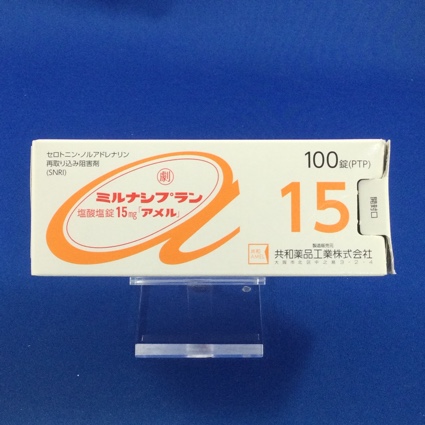 セロトニン・ノルアドレナリン
再取り込み阻害剤
(SNRI)
劇
ミルナシプラン
塩酸塩錠15mg「アメル」
100錠(PTP)
15
開封口
製造販売元
共和薬品工業株式会社